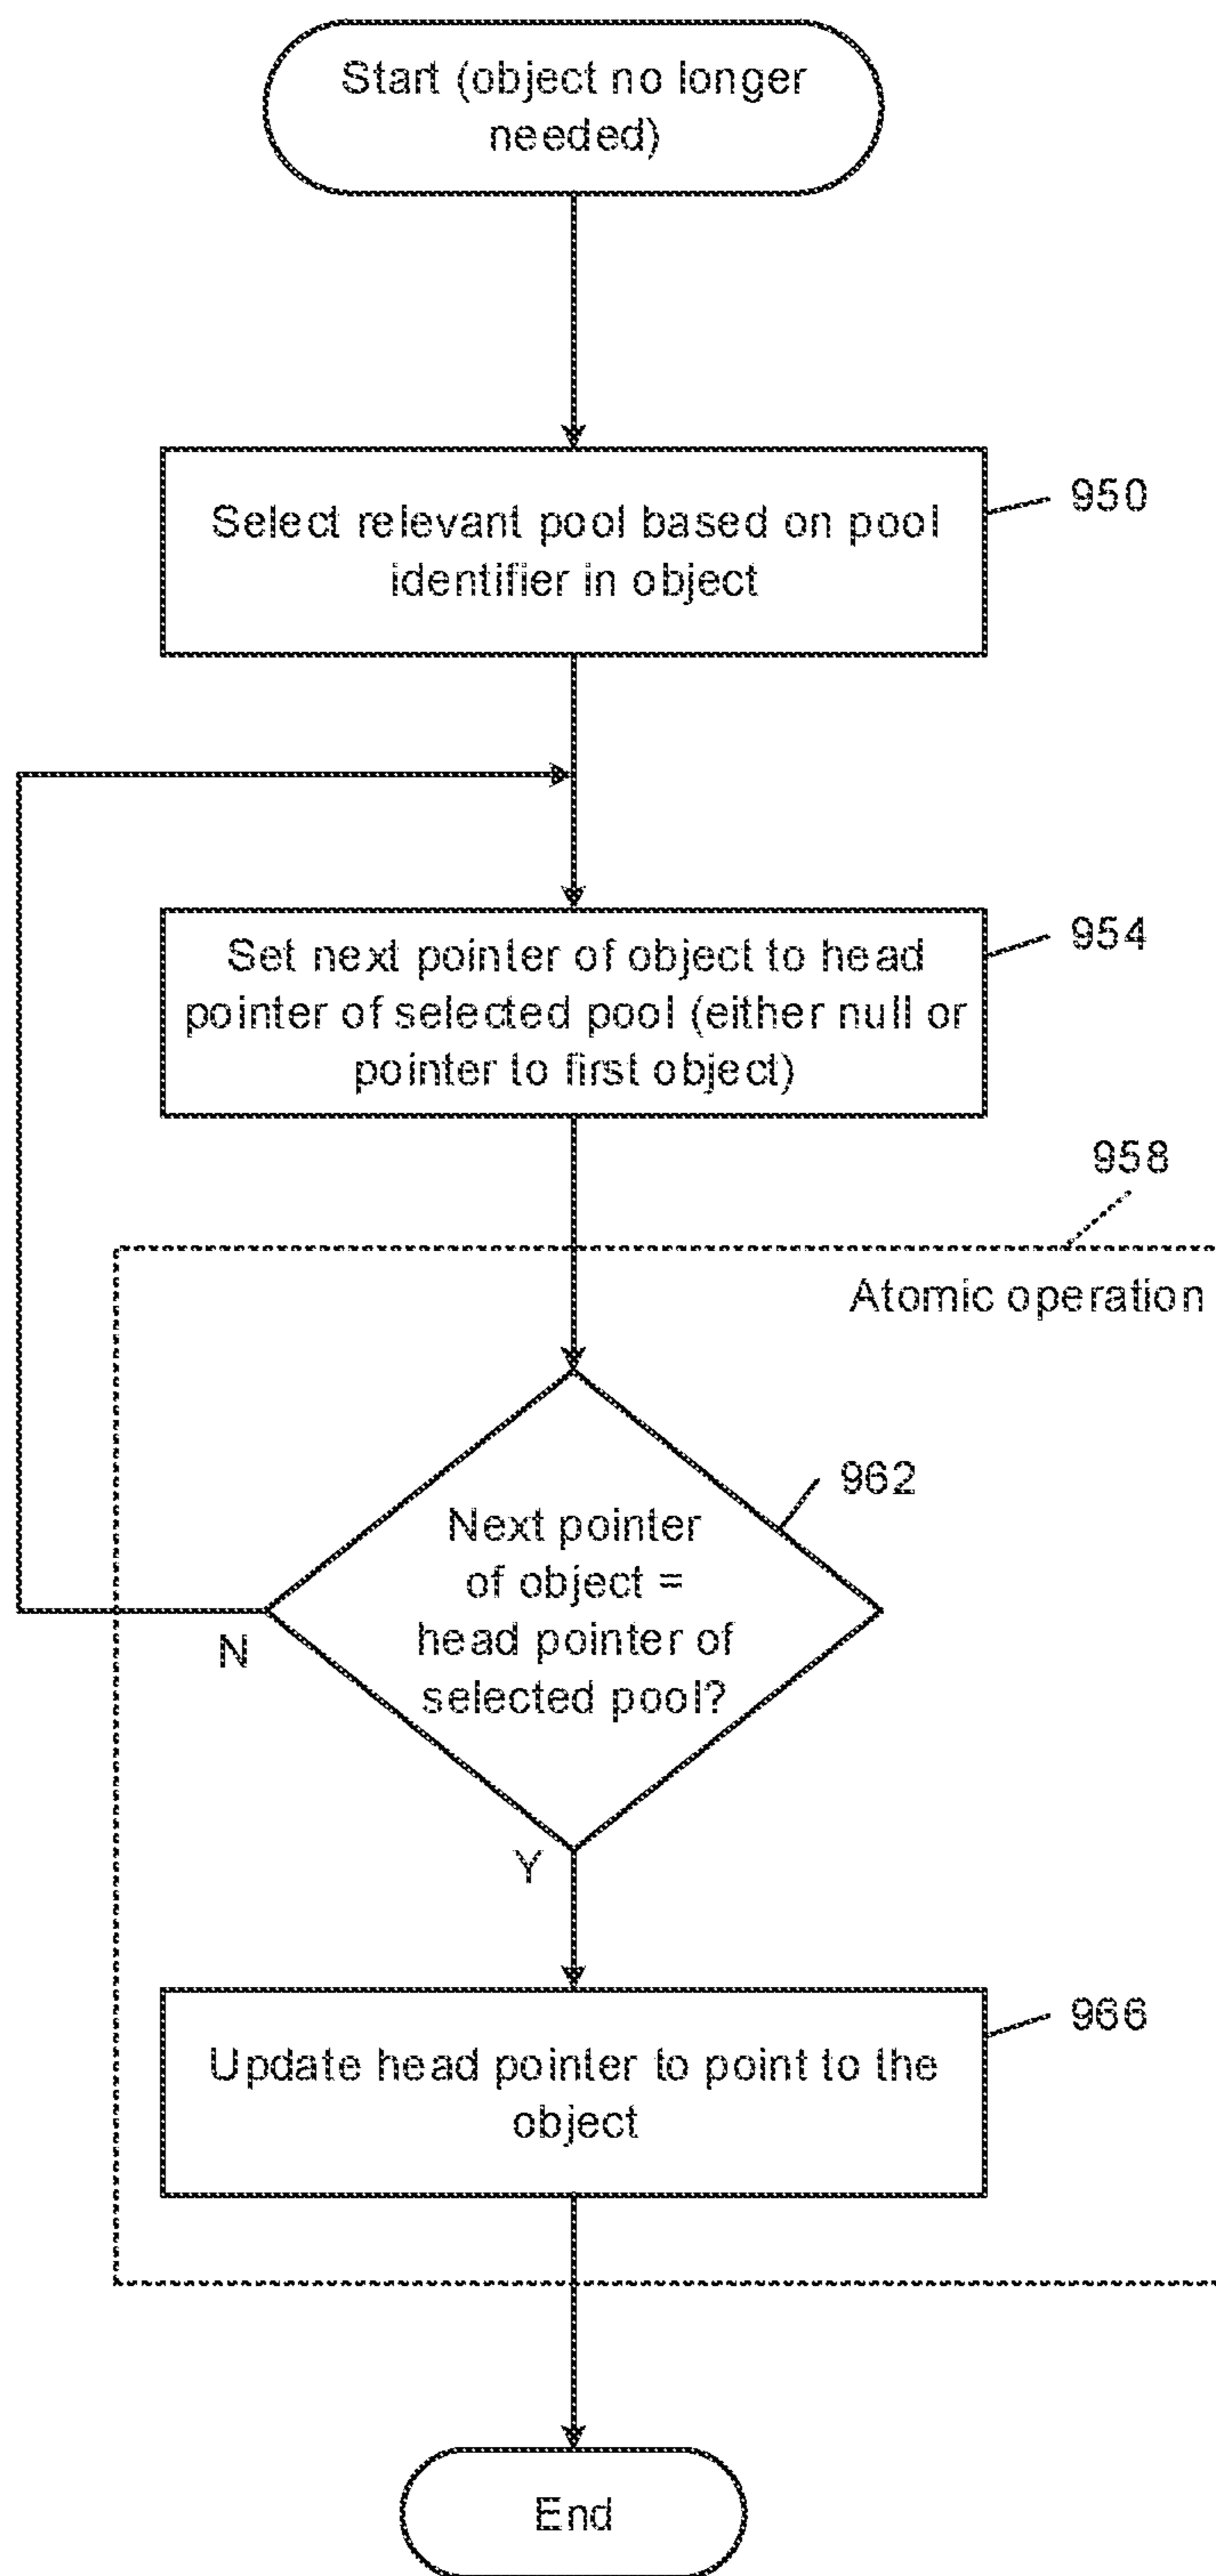 Start (object no longer
needed)
950
Select relevant pool based on pool
identifier in object
954
Set next pointer of object to head
pointer of selected pool (either null or
pointer to first object)
958
Atomic operation
962
Next pointer
of object =
head pointer of
selected pool?
N
Y
966
Update head pointer to point to the
object
End